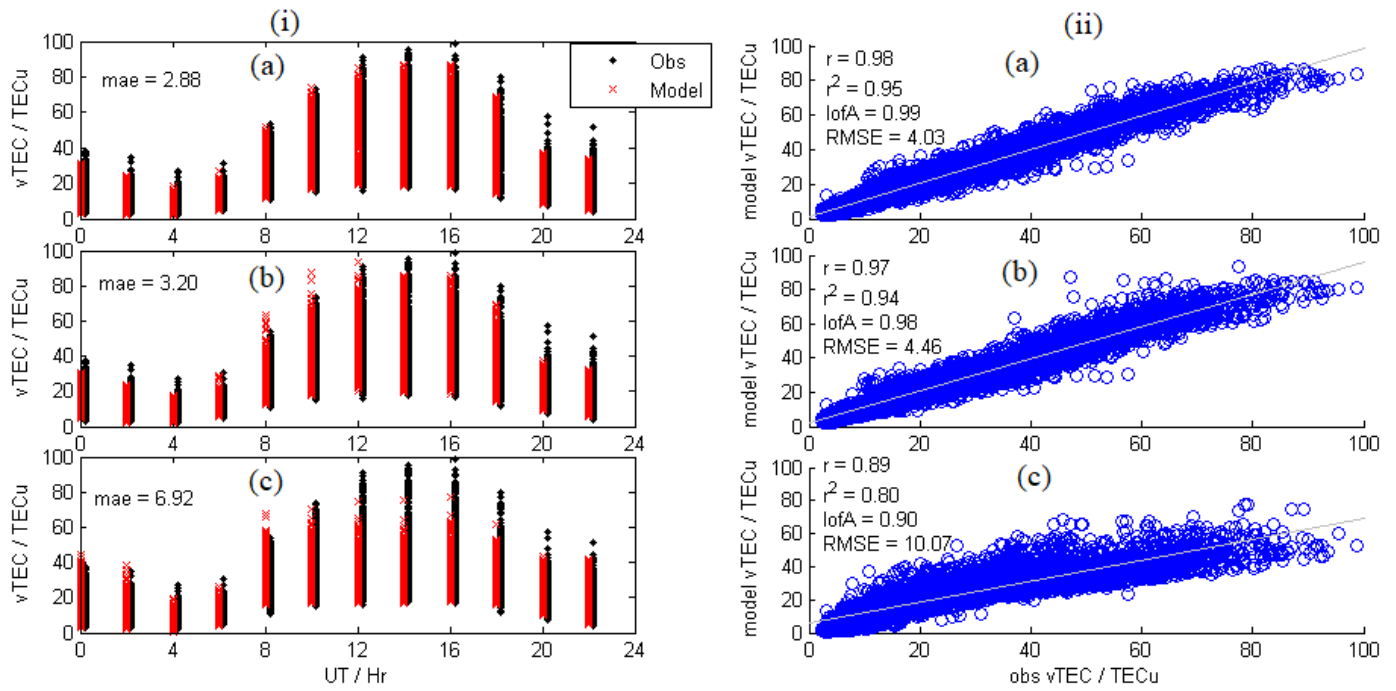 (i)
(a)
mae = 2.88
Obs
Model
vTEC / TECu
100
80
60
40
20
0
0 4 8 12 16 20 24
(b)
mae = 3.20
vTEC / TECu
100
80
60
40
20
0
0 4 8 12 16 20 24
(c)
mae = 6.92
vTEC / TECu
100
80
60
40
20
0
0 4 8 12 16 20 24
UT / Hr
(ii)
(a)
r = 0.98
r² = 0.95
IofA = 0.99
RMSE = 4.03
model vTEC / TECu
100
80
60
40
20
0
0 20 40 60 80 100
(b)
r = 0.97
r² = 0.94
IofA = 0.98
RMSE = 4.46
model vTEC / TECu
100
80
60
40
20
0
0 20 40 60 80 100
(c)
r = 0.89
r² = 0.80
IofA = 0.90
RMSE = 10.07
model vTEC / TECu
100
80
60
40
20
0
0 20 40 60 80 100
obs vTEC / TECu